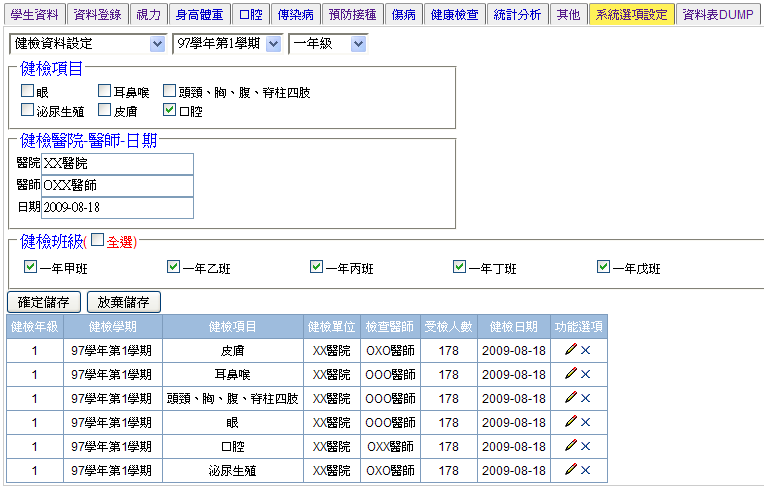 學生資料 資料登錄 視力 身高體重 口腔 傳染病 預防接種 傷病 健康檢查 統計分析 其他 系統選項設定 資料表DUMP
健檢資料設定 97學年第1學期 一年級
健檢項目
眼 耳鼻喉 頭頸、胸、腹、脊柱四肢
泌尿生殖 皮膚 口腔
健檢醫院-醫師-日期
醫院 XX醫院
醫師 OXX醫師
日期 2009-08-18
健檢班級( 全選)
一年甲班 一年乙班 一年丙班 一年丁班 一年戊班
確定儲存 放棄儲存
健檢年級 健檢學期 健檢項目 健檢單位 檢查醫師 受檢人數 健檢日期 功能選項
1 97學年第1學期 皮膚 XX醫院 OXO醫師 178 2009-08-18
1 97學年第1學期 耳鼻喉 XX醫院 OOO醫師 178 2009-08-18
1 97學年第1學期 頭頸、胸、腹、脊柱四肢 XX醫院 OOO醫師 178 2009-08-18
1 97學年第1學期 眼 XX醫院 OOO醫師 178 2009-08-18
1 97學年第1學期 口腔 XX醫院 OXX醫師 178 2009-08-18
1 97學年第1學期 泌尿生殖 XX醫院 OXO醫師 178 2009-08-18